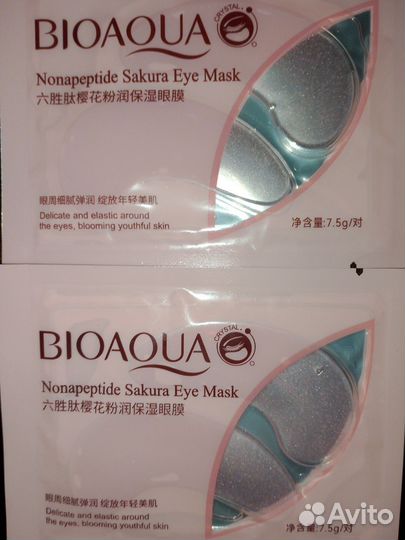 BIOAQUA
CRYSTAL
Nonapeptide Sakura Eye Mask
六胜肽樱花粉润保湿眼膜
眼周细腻弹润 绽放年轻美肌
Delicate and elastic around
the eyes, blooming youthful skin
净含量:7.5g/对
BIOAQUA
CRYSTAL
Nonapeptide Sakura Eye Mask
六胜肽樱花粉润保湿眼膜
眼周细腻弹润 绽放年轻美肌
Delicate and elastic around
the eyes, blooming youthful skin
净含量:7.5g/对
Avito